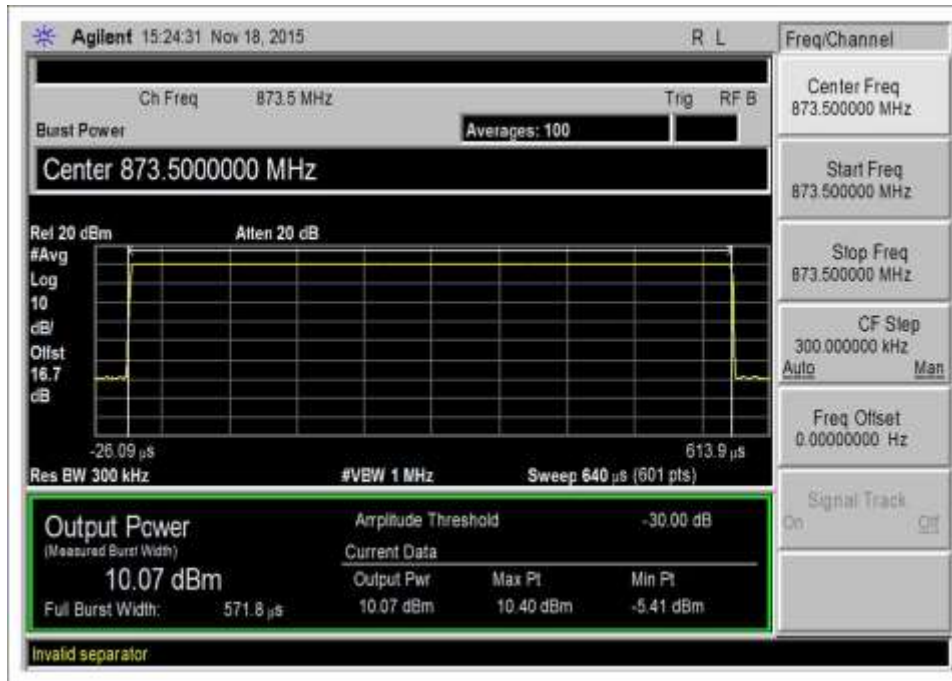 Agilent 15:24:31 Nov 18, 2015 R L
Freq/Channel
Ch Freq 873.5 MHz Trig RF B
Burst Power Averages: 100
Center 873.5000000 MHz
Ref 20 dBm Atten 20 dB
#Avg
Log
10
dB/
Offst
16.7
dB
-26.09 µs 613.9 µs
Res BW 300 kHz #VBW 1 MHz Sweep 640 µs (601 pts)
Output Power
(Measured Burst Width)
10.07 dBm
Full Burst Width: 571.8 µs
Amplitude Threshold -30.00 dB
Current Data
Output Pwr Max Pt Min Pt
10.07 dBm 10.40 dBm -5.41 dBm
Invalid separator
Center Freq
873.500000 MHz
Start Freq
873.500000 MHz
Stop Freq
873.500000 MHz
CF Step
300.000000 kHz
Auto Man
Freq Offset
0.00000000 Hz
Signal Track
On Off